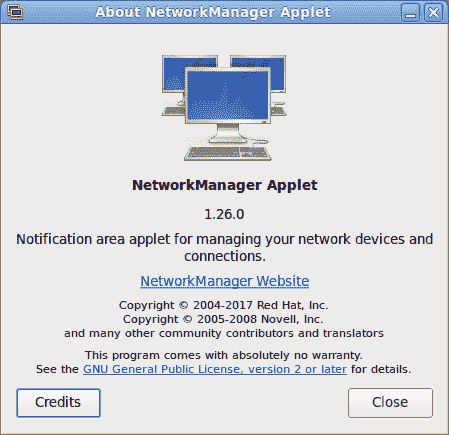 About NetworkManager Applet
NetworkManager Applet
1.26.0
Notification area applet for managing your network devices and
connections.
NetworkManager Website
Copyright © 2004-2017 Red Hat, Inc.
Copyright © 2005-2008 Novell, Inc.
and many other community contributors and translators
This program comes with absolutely no warranty.
See the GNU General Public License, version 2 or later for details.
Credits
Close